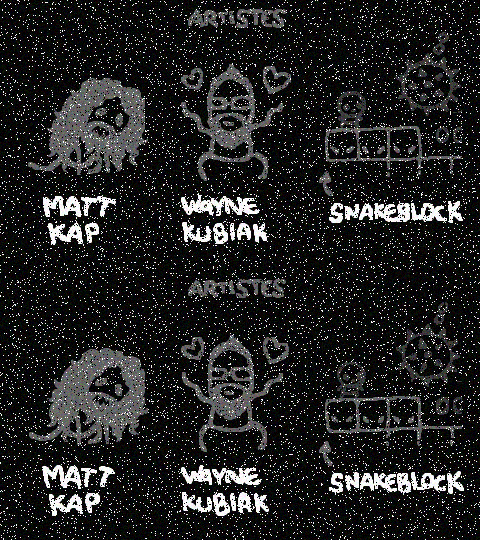 ARTISTES
MATT KAP
WAYNE KUBIAK
SNAKEBLOCK
ARTISTES
MATT KAP
WAYNE KUBIAK
SNAKEBLOCK